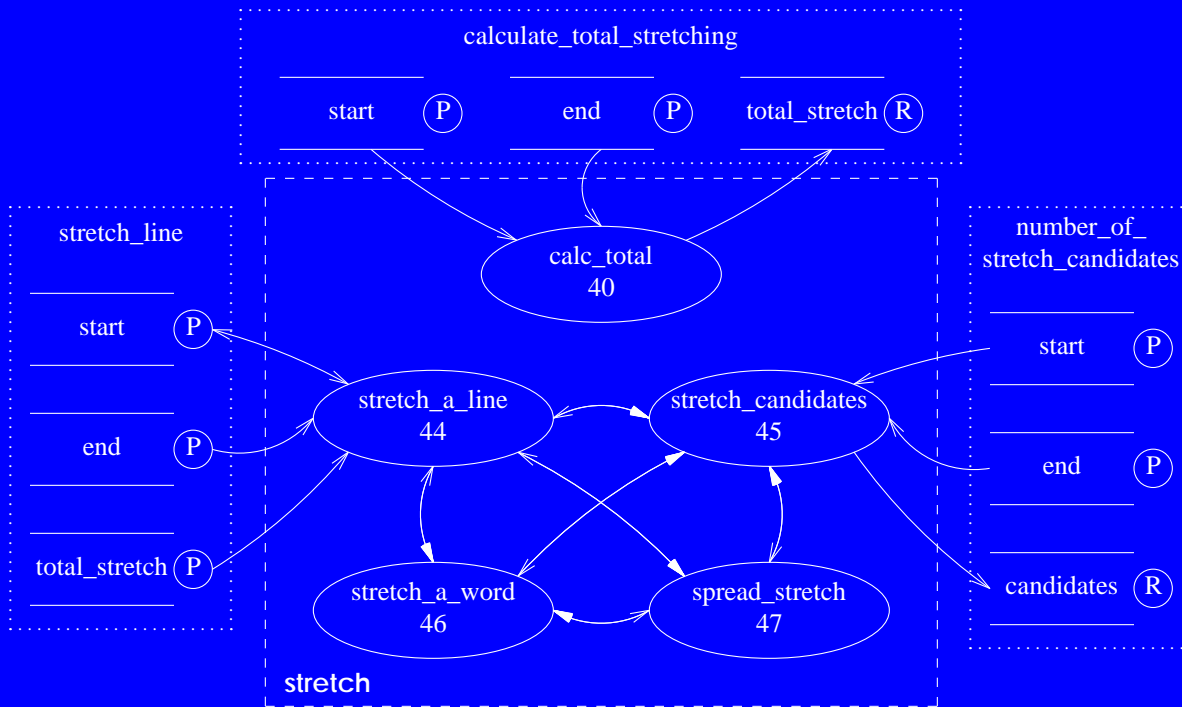 calculate_total_stretching
start P end P total_stretch R
stretch_line
start P
end P
total_stretch P
calc_total
40
stretch_a_line
44
stretch_candidates
45
stretch_a_word
46
spread_stretch
47
stretch
number_of_
stretch_candidates
start P
end P
candidates R